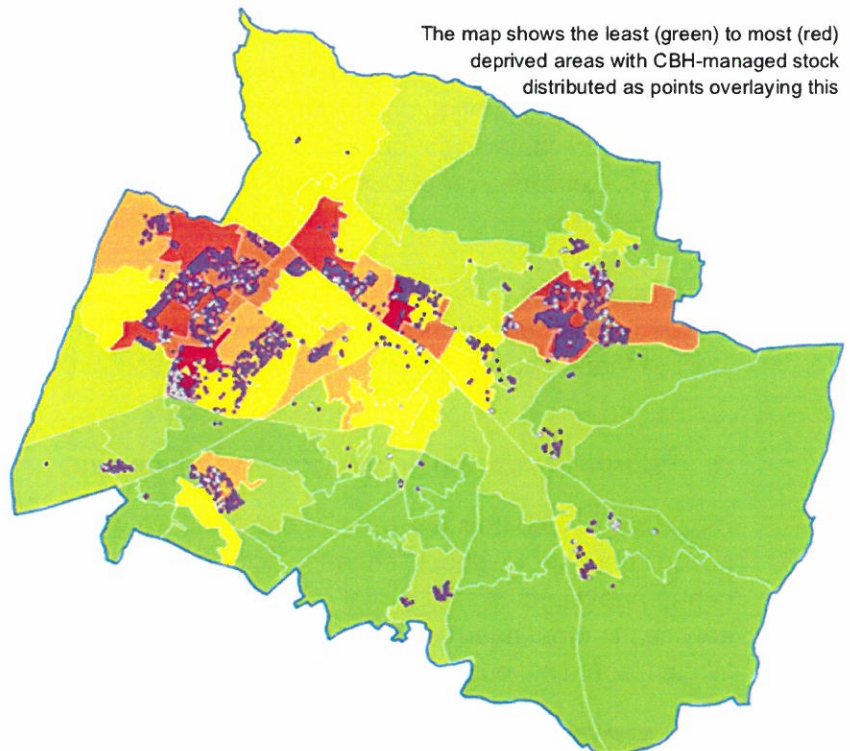 The map shows the least (green) to most (red)
deprived areas with CBH-managed stock
distributed as points overlaying this